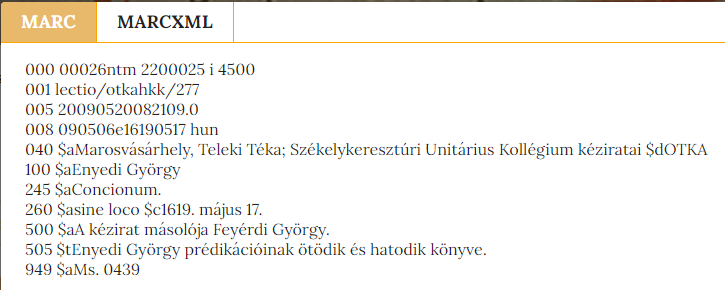 MARC MARCXML
000 00026ntm 2200025 i 4500
001 lectio/otkahkk/277
005 20090520082109.0
008 090506e16190517 hun
040 $aMarosvásárhely, Teleki Téka; Székelykeresztúri Unitárius Kollégium kéziratai $dOTKA
100 $aEnyedi György
245 $aConcionum.
260 $asine loco $c1619. május 17.
500 $aA kézirat másolója Feyérdi György.
505 $tEnyedi György prédikációinak ötödik és hatodik könyve.
949 $aMs. 0439